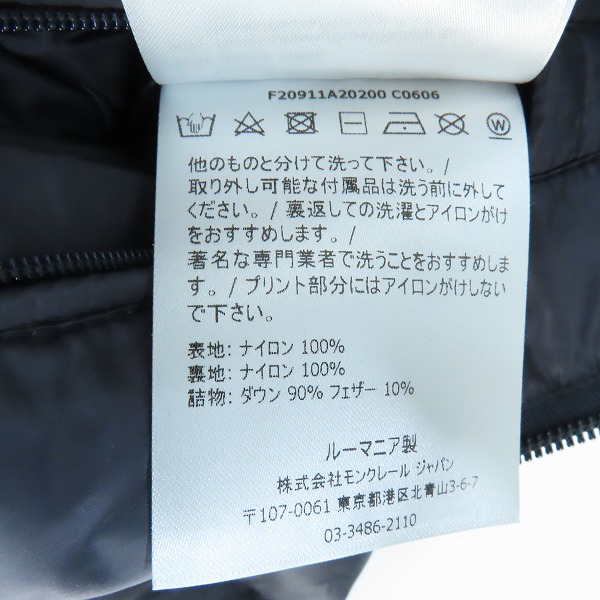 F20911A20200 C0606
W
他のものと分けて洗って下さい。/
取り外し可能な付属品は洗う前に外して
ください。/ 裏返しての洗濯とアイロンがけ
をおすすめします。/
著名な専門業者で洗うことをおすすめしま
す。/ プリント部分にはアイロンがけしない
で下さい。
表地: ナイロン 100%
裏地: ナイロン 100%
詰物: ダウン 90% フェザー 10%
ルーマニア製
株式会社モンクレール ジャパン
〒107-0061 東京都港区北青山3-6-7
03-3486-2110